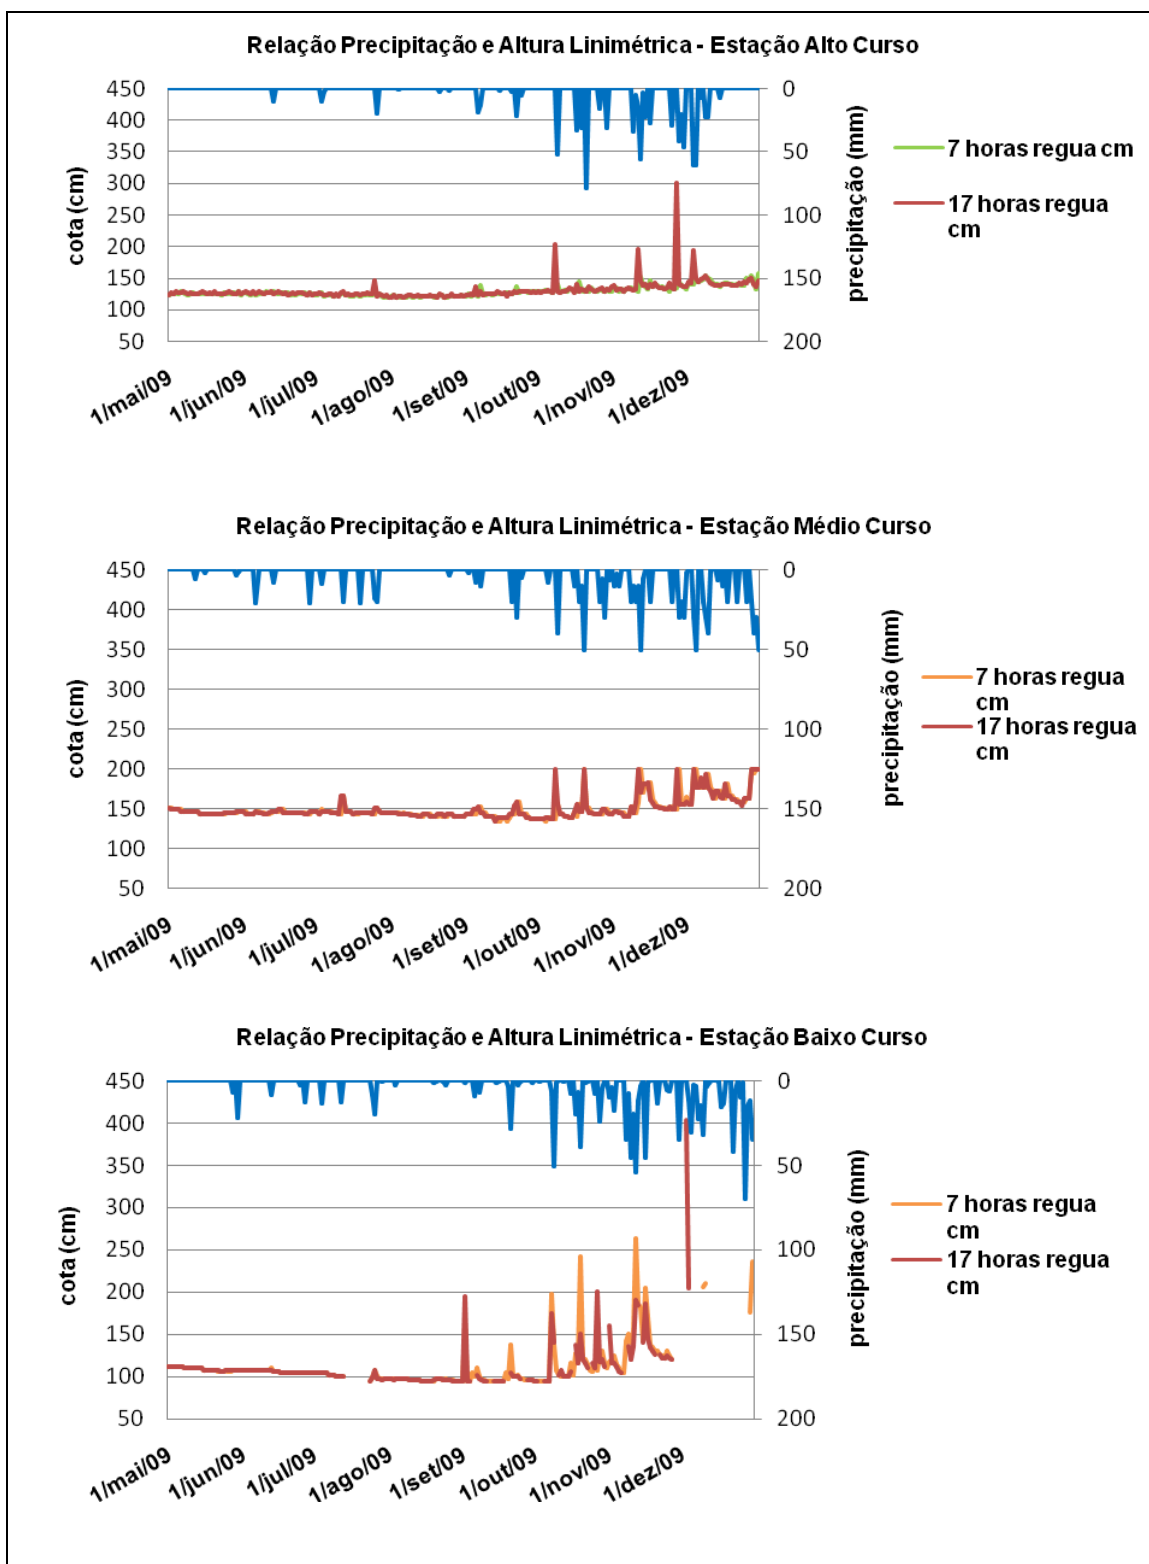 Relação Precipitação e Altura Linimétrica - Estação Alto Curso
450
400
350
300
250
200
150
100
50
cota (cm)
0
50
100
150
200
precipitação (mm)
7 horas regua cm
17 horas regua
cm
1/mai/09
1/jun/09
1/jul/09
1/ago/09
1/set/09
1/out/09
1/nov/09
1/dez/09
Relação Precipitação e Altura Linimétrica - Estação Médio Curso
450
400
350
300
250
200
150
100
50
cota (cm)
0
50
100
150
200
precipitação (mm)
7 horas regua
cm
17 horas regua
cm
1/mai/09
1/jun/09
1/jul/09
1/ago/09
1/set/09
1/out/09
1/nov/09
1/dez/09
Relação Precipitação e Altura Linimétrica - Estação Baixo Curso
450
400
350
300
250
200
150
100
50
cota (cm)
0
50
100
150
200
precipitação (mm)
7 horas regua
cm
17 horas regua
cm
1/mai/09
1/jun/09
1/jul/09
1/ago/09
1/set/09
1/out/09
1/nov/09
1/dez/09